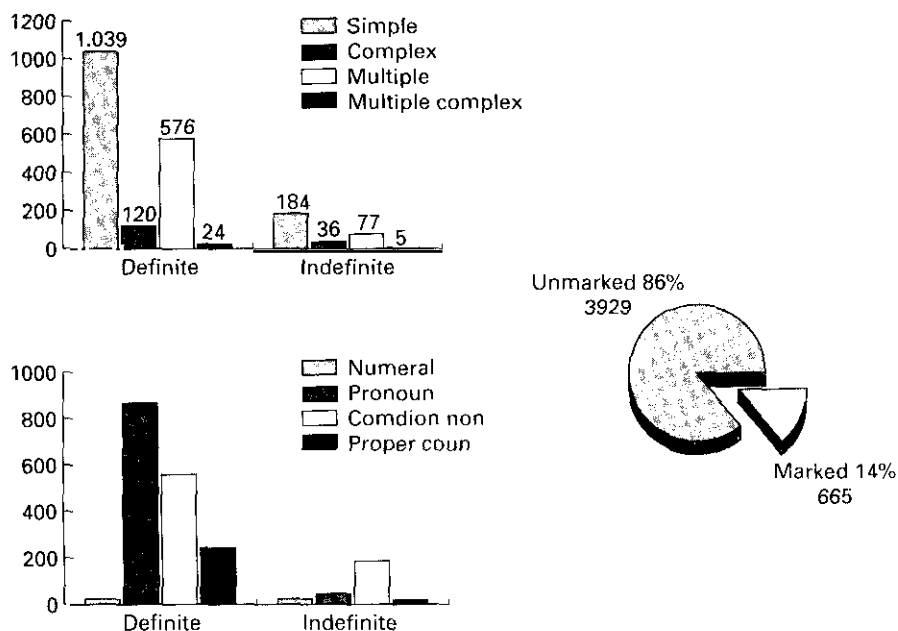 1200
1000
800
600
400
200
0
1.039
120
576
24
184
36
77
5
Definite
Indefinite
Simple
Complex
Multiple
Multiple complex
Unmarked 86%
3929
Marked 14%
665
1000
800
600
400
200
0
Definite
Indefinite
Numeral
Pronoun
Comdion non
Proper coun